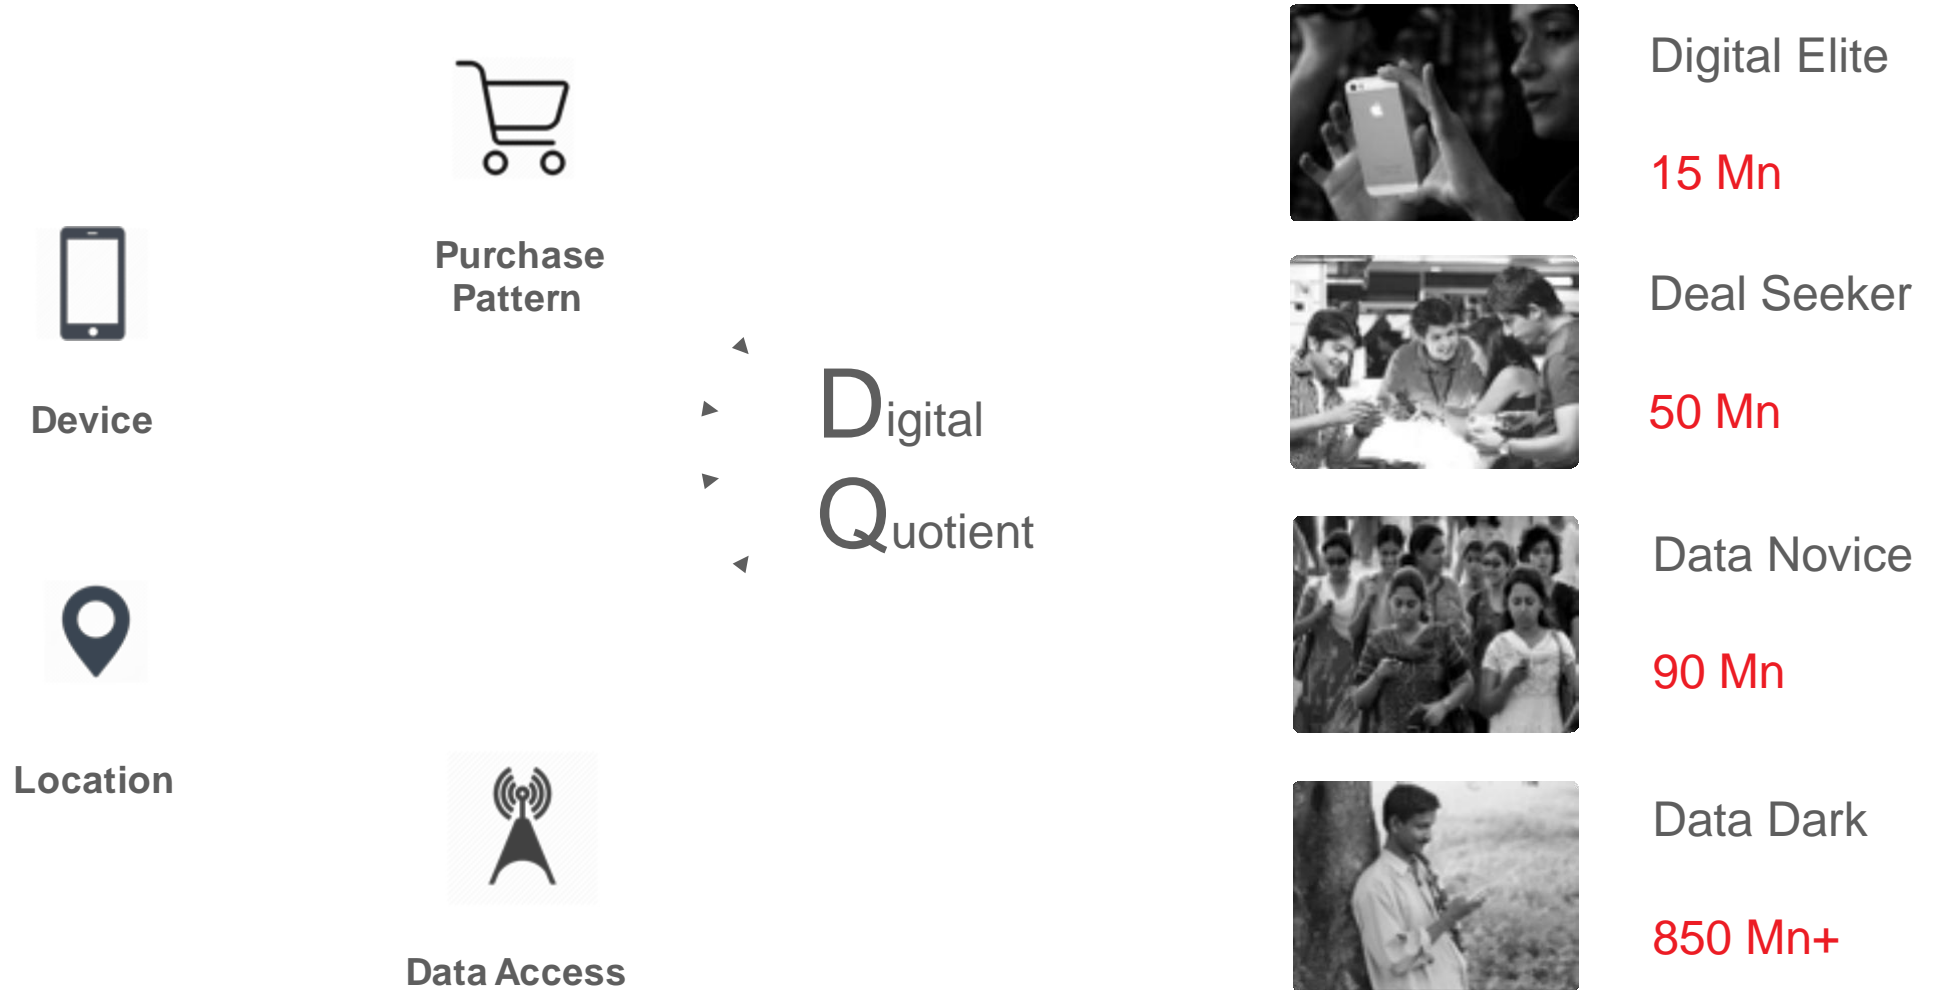 Purchase
Pattern
Device
Location
Data Access
Digital
Quotient
Digital Elite
15 Mn
Deal Seeker
50 Mn
Data Novice
90 Mn
Data Dark
850 Mn+